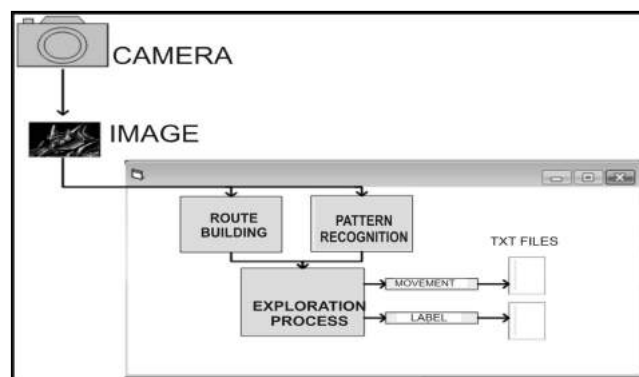 CAMERA
IMAGE
ROUTE
BUILDING
PATTERN
RECOGNITION
TXT FILES
EXPLORATION
PROCESS
MOVEMENT
LABEL